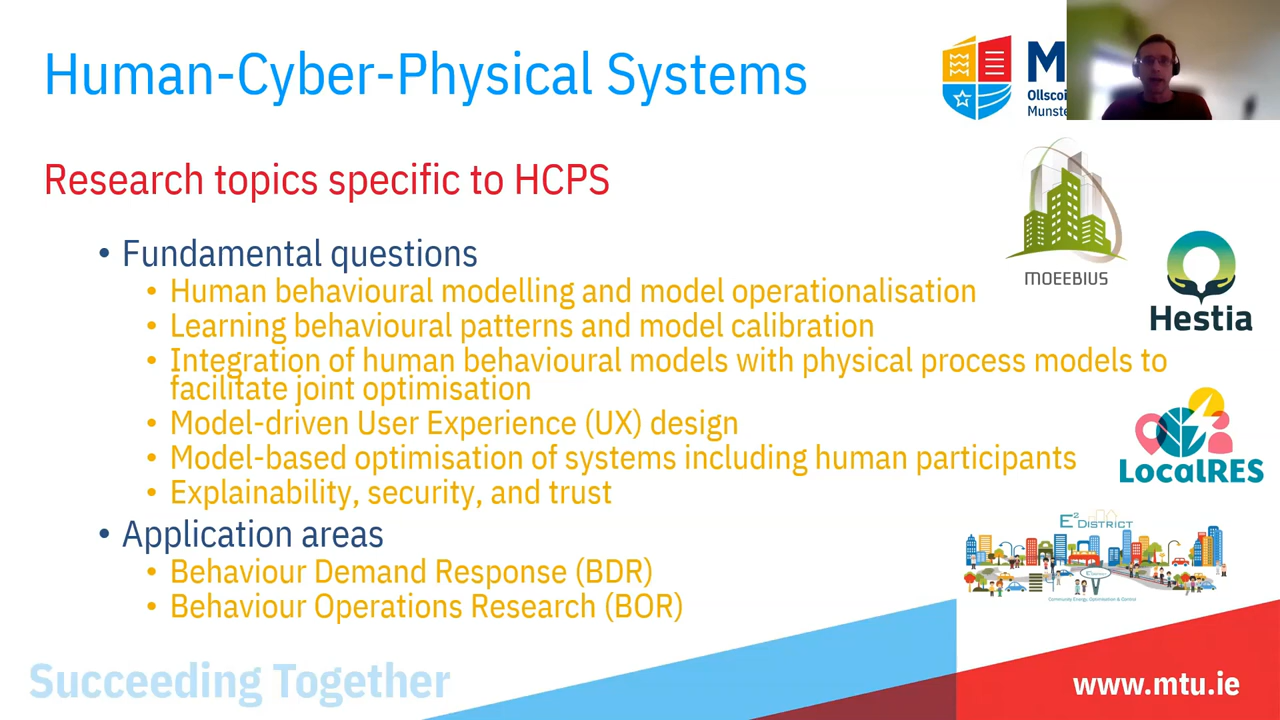 Human-Cyber-Physical Systems
M
Ollscoi
Munste
Research topics specific to HCPS
MOEEBIUS
Hestia
• Fundamental questions
• Human behavioural modelling and model operationalisation
• Learning behavioural patterns and model calibration
• Integration of human behavioural models with physical process models to
facilitate joint optimisation
• Model-driven User Experience (UX) design
• Model-based optimisation of systems including human participants
• Explainability, security, and trust
LocalRES
• Application areas
• Behaviour Demand Response (BDR)
• Behaviour Operations Research (BOR)
E² DISTRICT
Community Energy, Optimisation & Control
Succeeding Together
www.mtu.ie